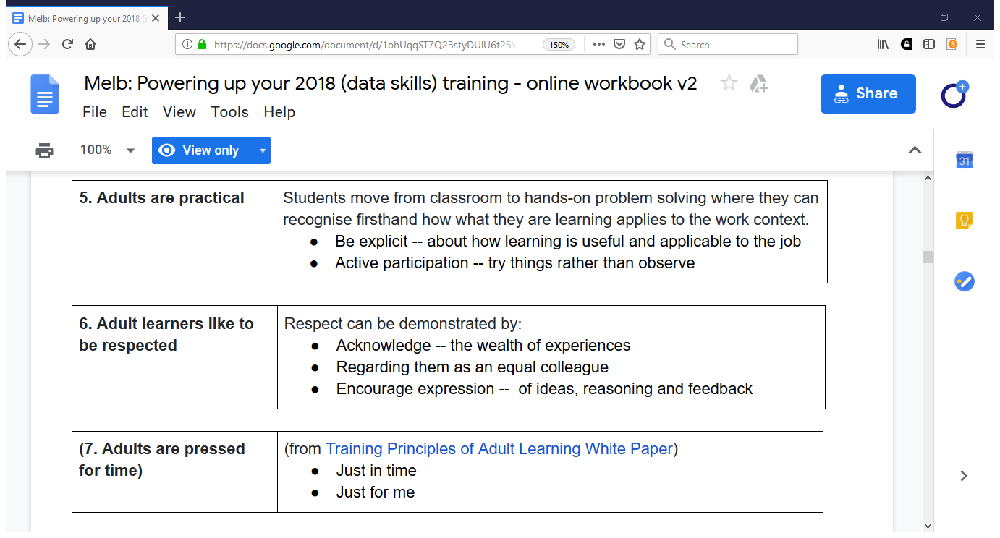 Melb: Powering up your 2018 (
https://docs.google.com/document/d/1ohUqqST7Q23styDUlU6t25V
150%
Search
Melb: Powering up your 2018 (data skills) training - online workbook v2
File Edit View Tools Help
Share
100%
View only
31
5. Adults are practical
Students move from classroom to hands-on problem solving where they can
recognise firsthand how what they are learning applies to the work context.
● Be explicit -- about how learning is useful and applicable to the job
● Active participation -- try things rather than observe
6. Adult learners like to
be respected
Respect can be demonstrated by:
● Acknowledge -- the wealth of experiences
● Regarding them as an equal colleague
● Encourage expression --  of ideas, reasoning and feedback
(7. Adults are pressed
for time)
(from Training Principles of Adult Learning White Paper)
● Just in time
● Just for me